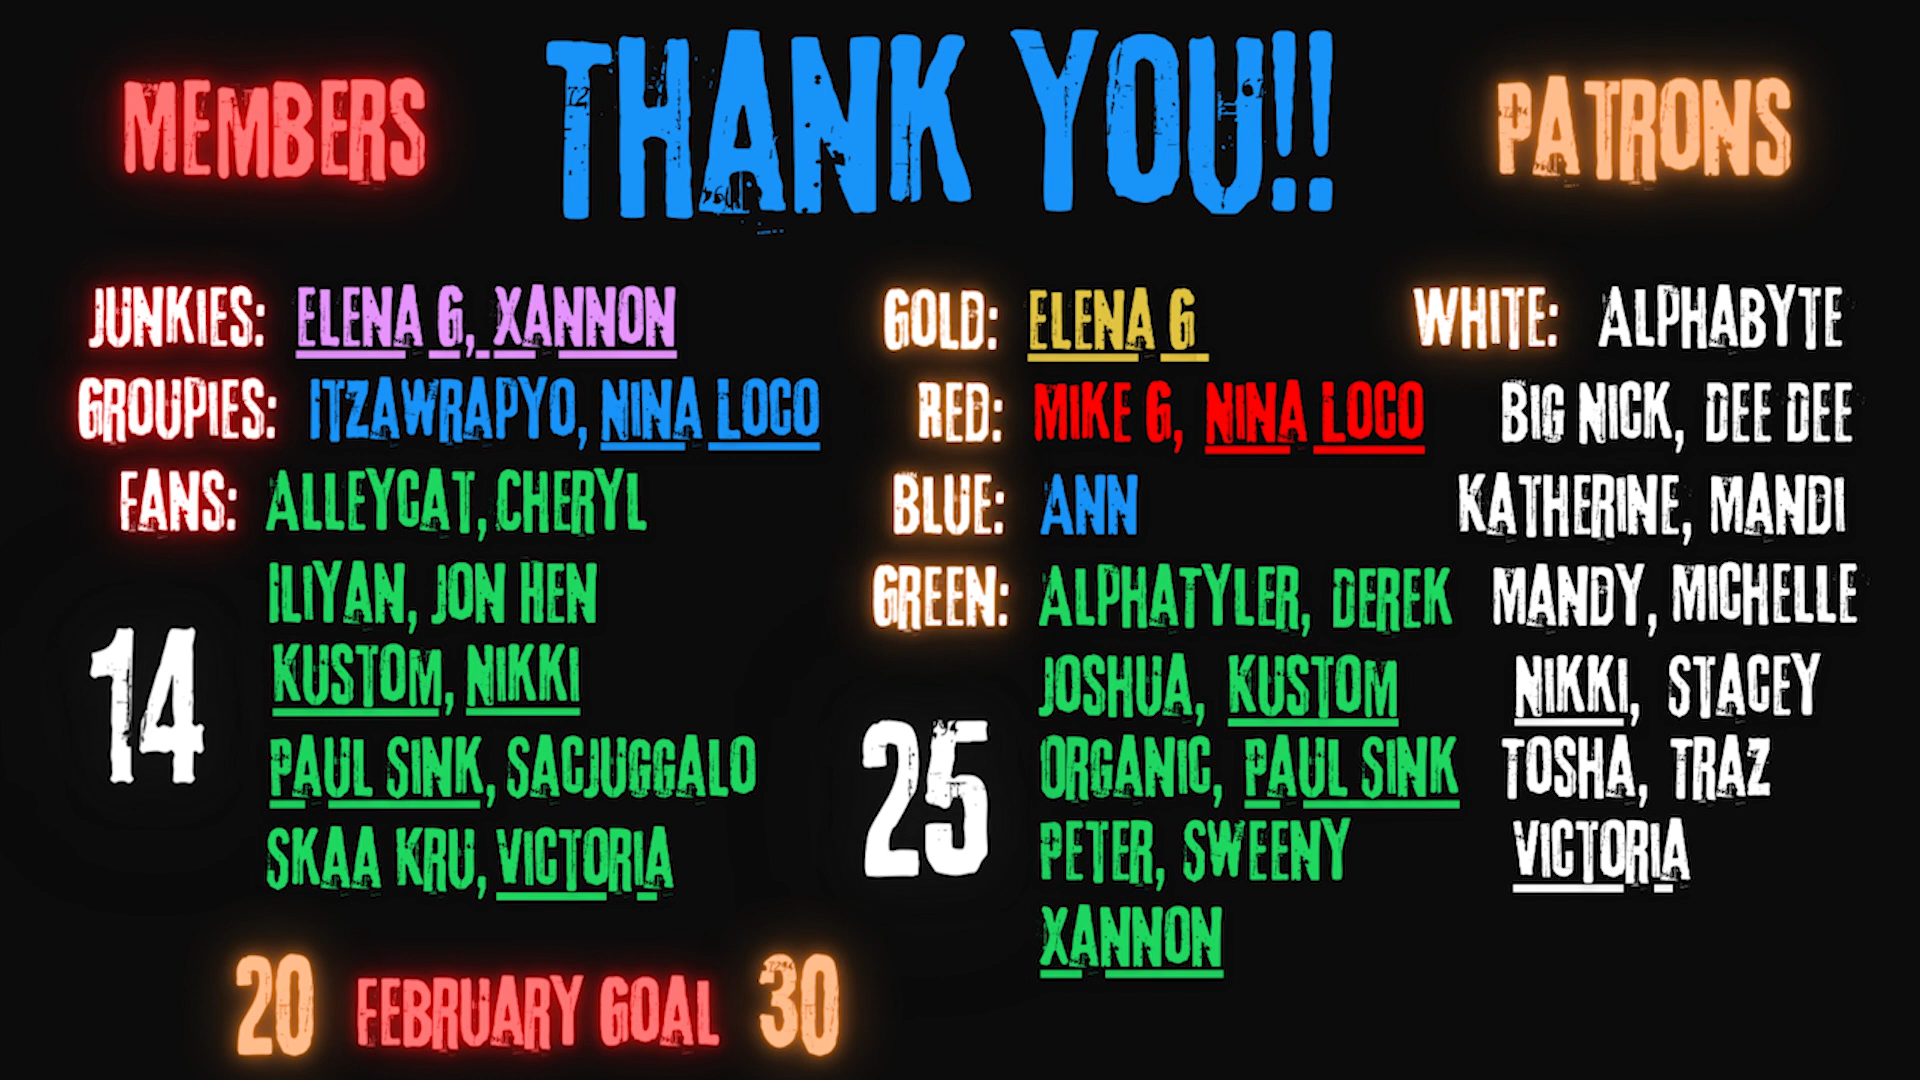 MEMBERS
THANK YOU!!
PATRONS
JUNKIES: ELENA G, XANNON
GROUPIES: ITZAWRAPYO, NINA LOCO
FANS: ALLEYCAT, CHERYL
ILIYAN, JON HEN
KUSTOM, NIKKI
PAUL SINK, SACJUGGALO
SKAA KRU, VICTORIA
14
GOLD: ELENA G
RED: MIKE G, NINA LOCO
BLUE: ANN
GREEN: ALPHATYLER, DEREK
JOSHUA, KUSTOM
ORGANIC, PAUL SINK
PETER, SWEENY
XANNON
25
WHITE: ALPHABYTE
BIG NICK, DEE DEE
KATHERINE, MANDI
MANDY, MICHELLE
NIKKI, STACEY
TOSHA, TRAZ
VICTORIA
20 FEBRUARY GOAL 30